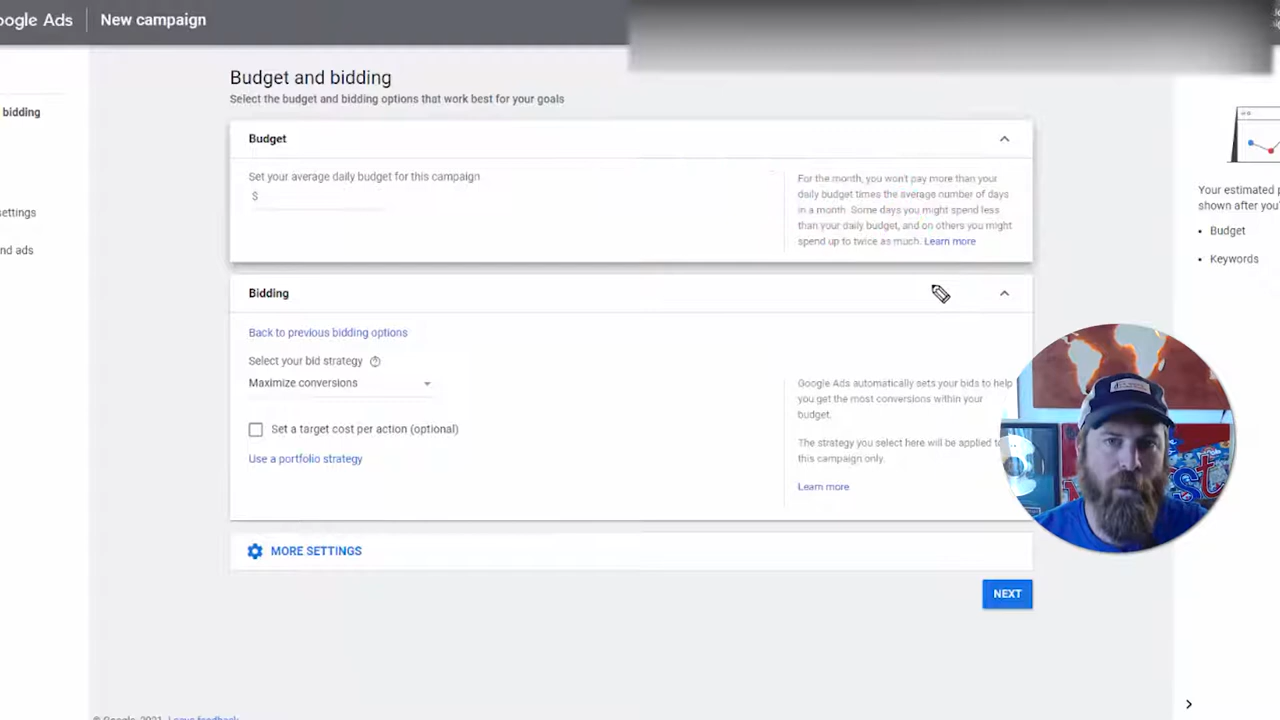 oogle Ads
New campaign
bidding
settings
nd ads
Budget and bidding
Select the budget and bidding options that work best for your goals
Budget
Set your average daily budget for this campaign
$
For the month, you won't pay more than your
daily budget times the average number of days
in a month. Some days you might spend less
than your daily budget, and on others you might
spend up to twice as much. Learn more
Bidding
Back to previous bidding options
Select your bid strategy
Maximize conversions
Set a target cost per action (optional)
Use a portfolio strategy
Google Ads automatically sets your bids to help
you get the most conversions within your
budget.
The strategy you select here will be applied to
this campaign only.
Learn more
MORE SETTINGS
NEXT
Your estimated p
shown after you'
• Budget
• Keywords
© Google, 2021. Leave feedback